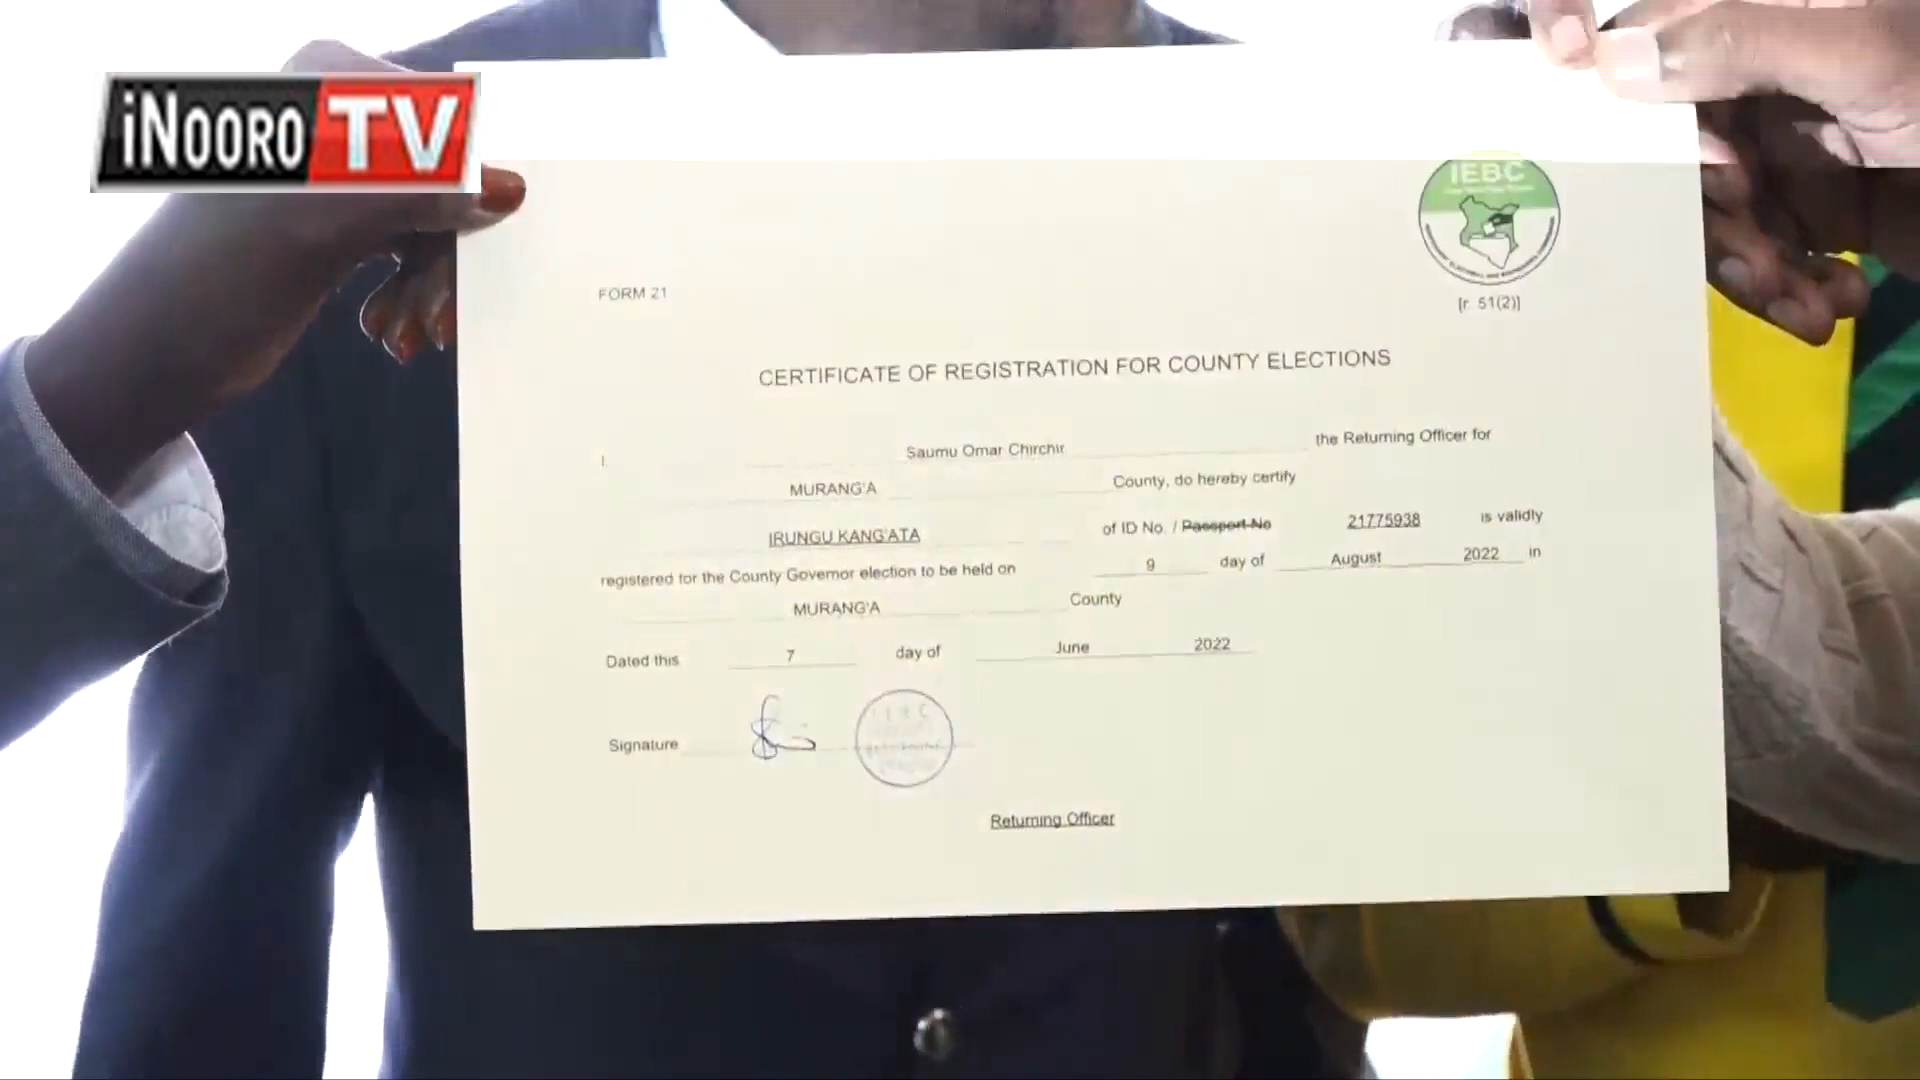 iNOORO TV
IEBC
FORM 21
[r 51(2)]
CERTIFICATE OF REGISTRATION FOR COUNTY ELECTIONS
I, Saumu Omar Chirchir the Returning Officer for
MURANG'A County, do hereby certify
IRUNGU KANG'ATA of ID No. / Passport No 21775938 is validly
registered for the County Governor election to be held on 9 day of August 2022 in
MURANG'A County
Dated this 7 day of June 2022
Signature
IEBC
Returning Officer